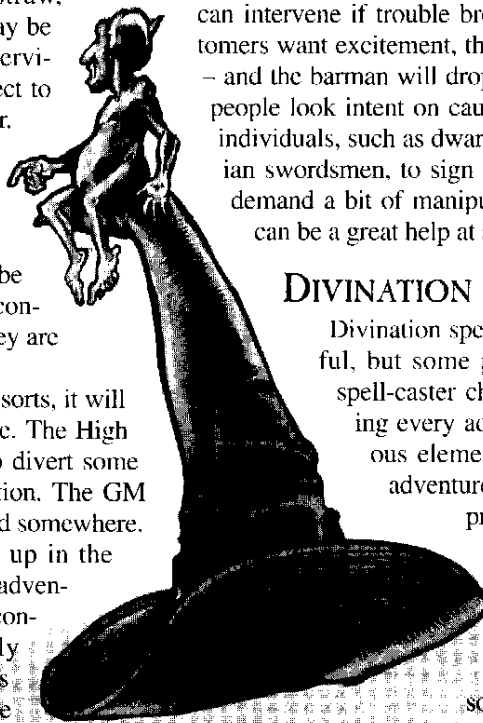 ay be
ervi-
ect to
r.
be
con-
ey are
sorts, it will
c. The High
o divert some
tion. The GM
d somewhere.
up in the
adven-
con-
ly
s
e
can intervene if trouble bre
tomers want excitement, th
– and the barman will drop
people look intent on cau
individuals, such as dwar
ian swordsmen, to sign
demand a bit of manipu
can be a great help at
DIVINATION
Divination spe
ful, but some
spell-caster ch
ing every ad
ous eleme
adventure
pr
so